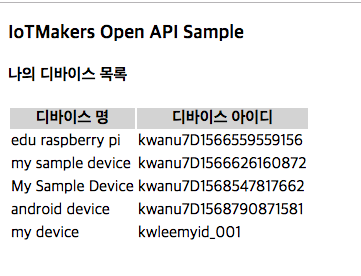 IoTMakers Open API Sample
나의 디바이스 목록
디바이스 명 디바이스 아이디
edu raspberry pi kwanu7D1566559559156
my sample device kwanu7D1566626160872
My Sample Device kwanu7D1568547817662
android device kwanu7D1568790871581
my device kwleemyid_001